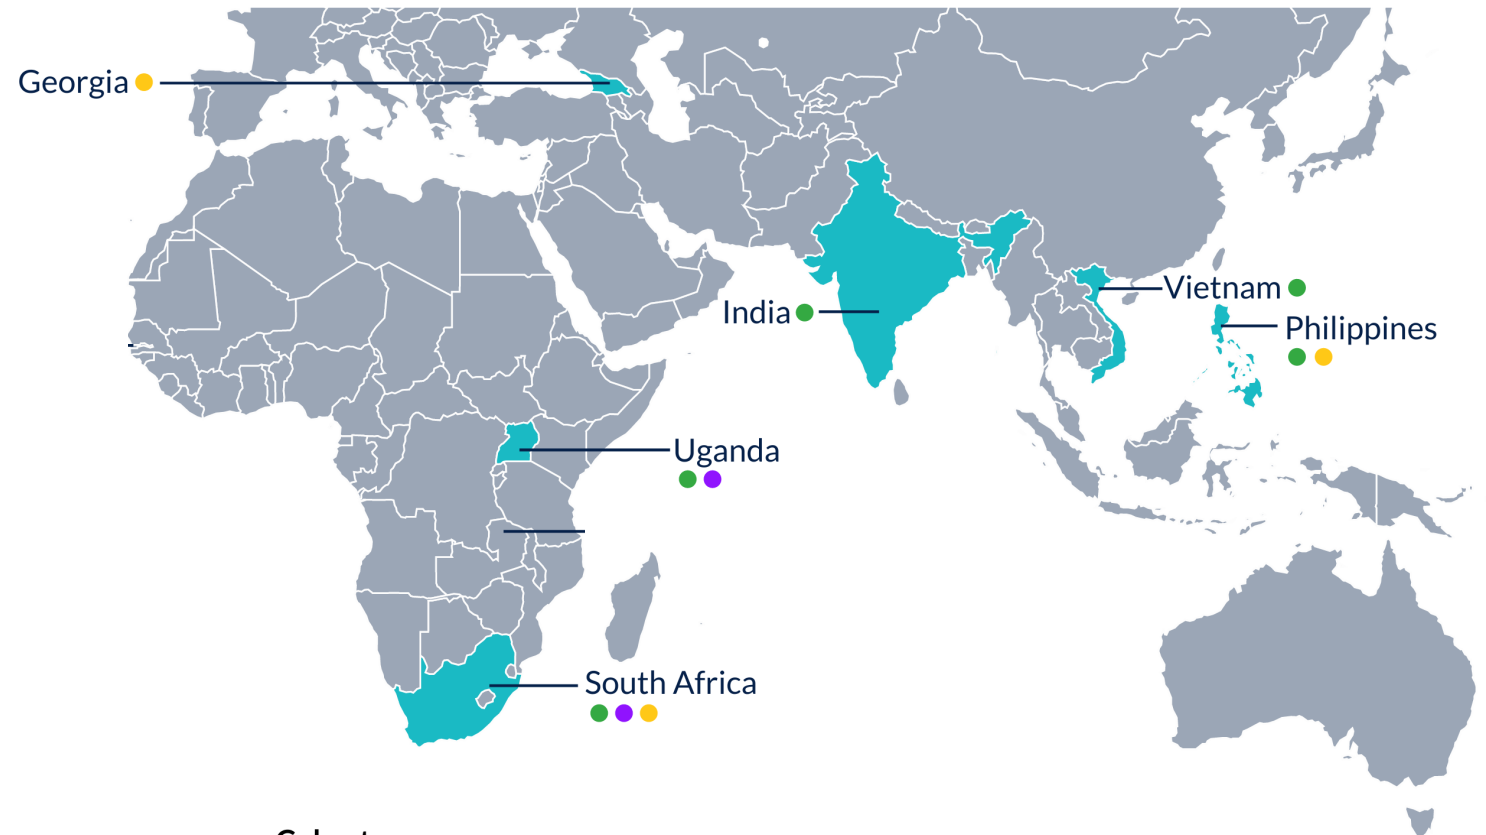 Georgia
Vietnam
India
Philippines
Uganda
South Africa